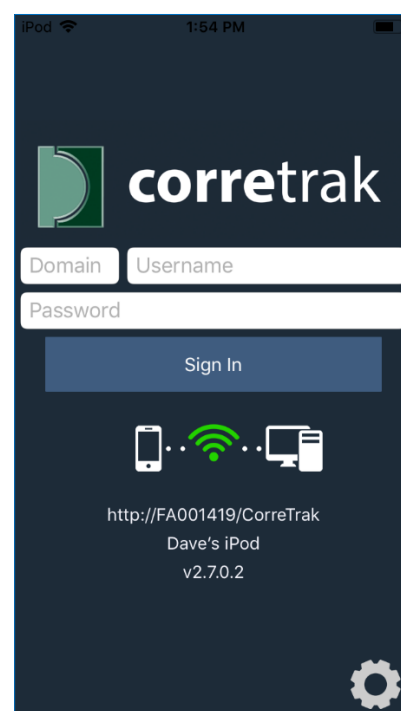 iPod 1:54 PM
corretrak
Domain Username
Password
Sign In
http://FA001419/CorreTrak
Dave's iPod
v2.7.0.2